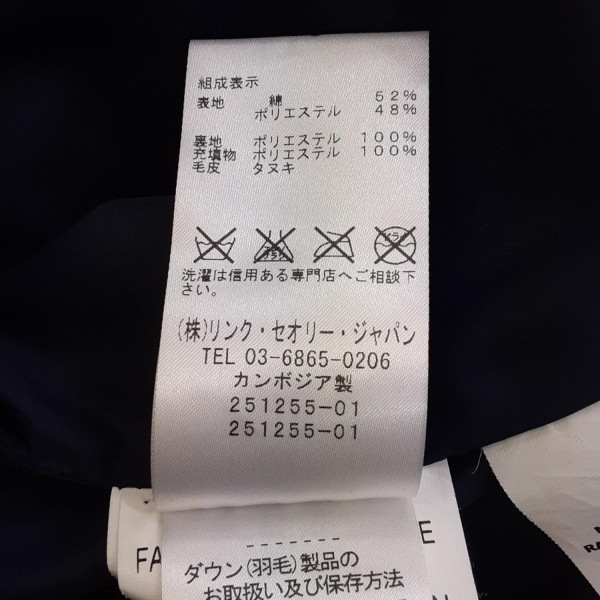 組成表示
表地 綿 52%
ポリエステル 48%
裏地 ポリエステル 100%
充填物 ポリエステル 100%
毛皮 タヌキ
洗濯は信用ある専門店へご相談下
さい。
(株)リンク・セオリー・ジャパン
TEL 03-6865-0206
カンボジア製
251255-01
251255-01
-------
ダウン(羽毛)製品の
お取扱い及び保存方法
FA
E